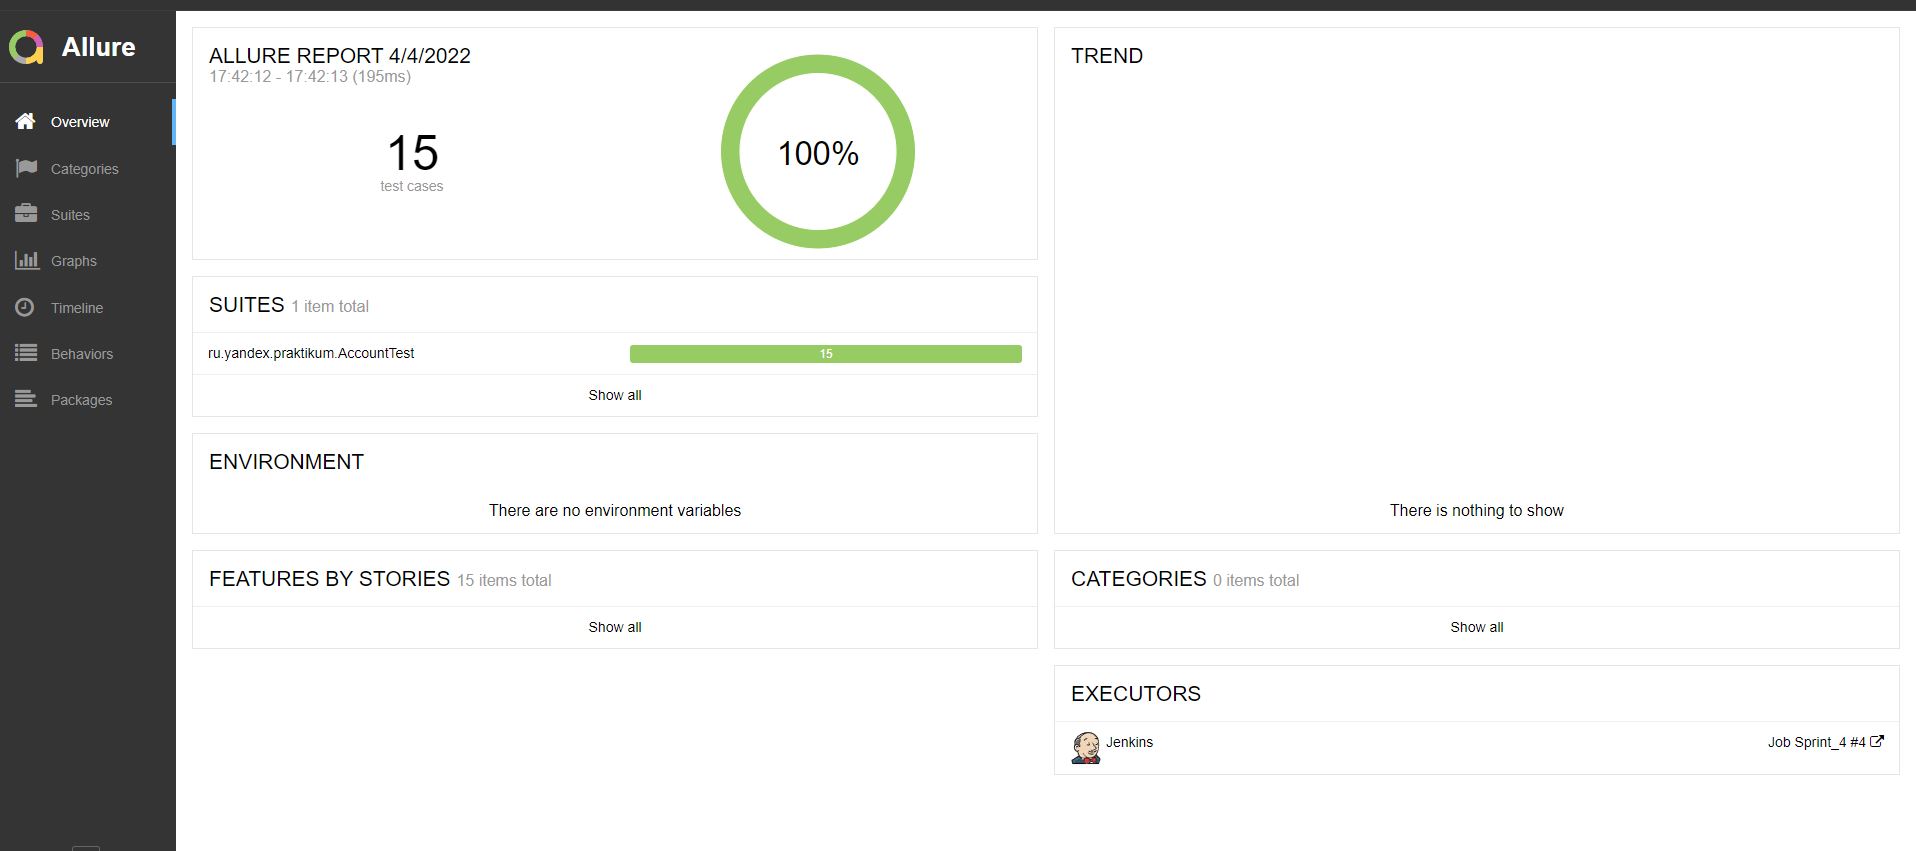 Allure
Overview
Categories
Suites
Graphs
Timeline
Behaviors
Packages
ALLURE REPORT 4/4/2022
17:42:12 - 17:42:13 (195ms)
15
test cases
100%
SUITES 1 item total
ru.yandex.praktikum.AccountTest 15
Show all
ENVIRONMENT
There are no environment variables
FEATURES BY STORIES 15 items total
Show all
TREND
There is nothing to show
CATEGORIES 0 items total
Show all
EXECUTORS
Jenkins Job Sprint_4 #4